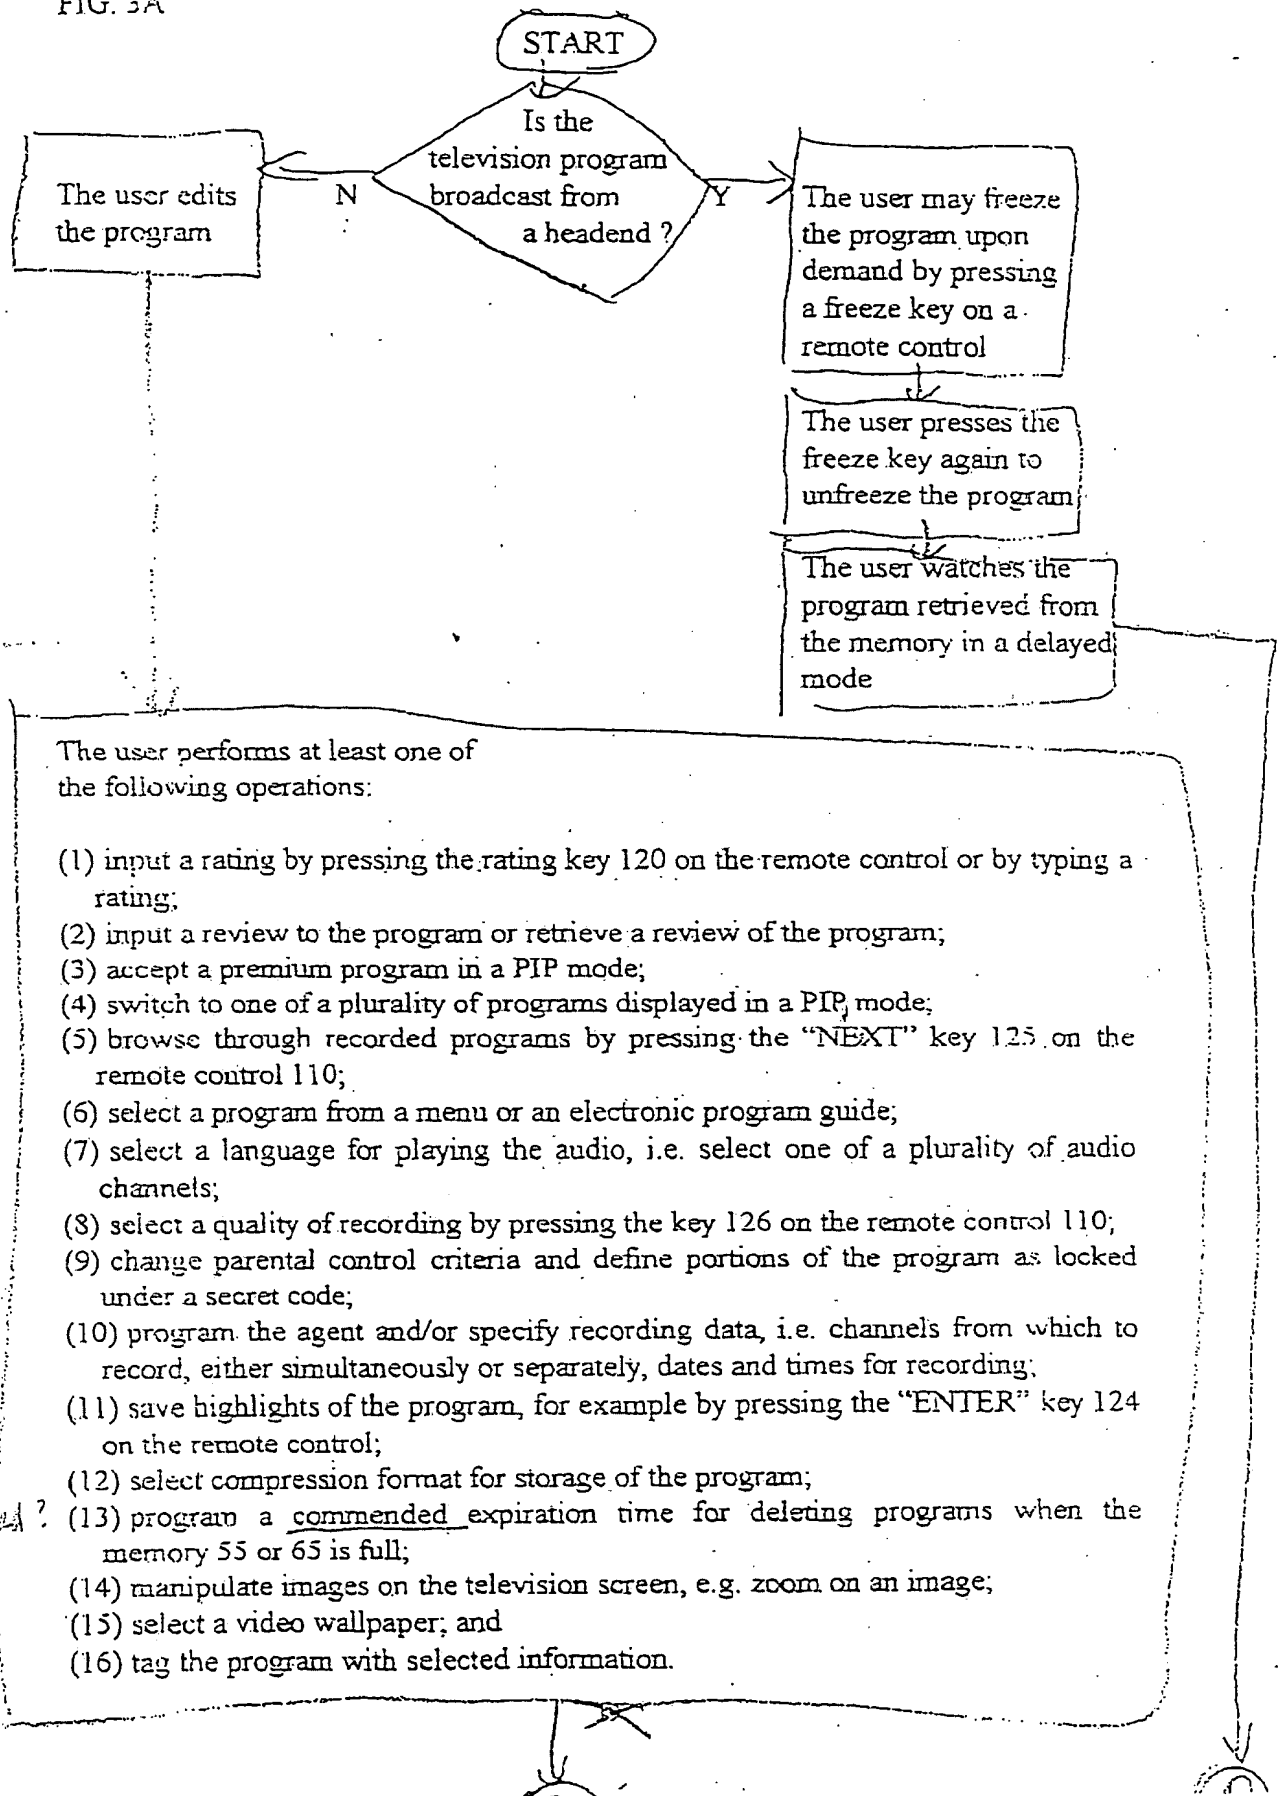 FIG. 3A
START
Is the
television program
broadcast from
a headend ?
N
Y
The user edits
the program
The user may freeze
the program upon
demand by pressing
a freeze key on a
remote control
The user presses the
freeze key again to
unfreeze the program
The user watches the
program retrieved from
the memory in a delayed
mode
The user performs at least one of
the following operations:
(1) input a rating by pressing the rating key 120 on the remote control or by typing a
rating;
(2) input a review to the program or retrieve a review of the program;
(3) accept a premium program in a PIP mode;
(4) switch to one of a plurality of programs displayed in a PIP mode;
(5) browse through recorded programs by pressing the “NEXT” key 125 on the
remote control 110;
(6) select a program from a menu or an electronic program guide;
(7) select a language for playing the audio, i.e. select one of a plurality of audio
channels;
(8) select a quality of recording by pressing the key 126 on the remote control 110;
(9) change parental control criteria and define portions of the program as locked
under a secret code;
(10) program the agent and/or specify recording data, i.e. channels from which to
record, either simultaneously or separately, dates and times for recording;
(11) save highlights of the program, for example by pressing the “ENTER” key 124
on the remote control;
(12) select compression format for storage of the program;
? (13) program a commended expiration time for deleting programs when the
memory 55 or 65 is full;
(14) manipulate images on the television screen, e.g. zoom on an image;
(15) select a video wallpaper; and
(16) tag the program with selected information.